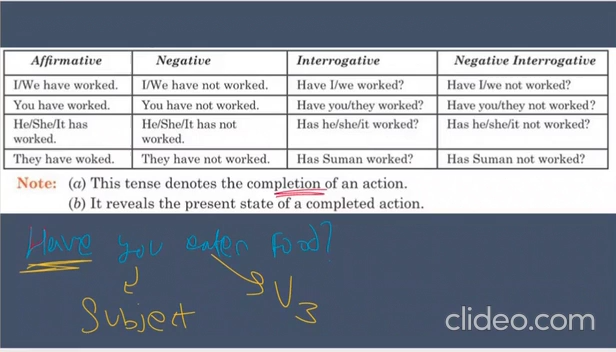 Affirmative Negative Interrogative Negative Interrogative
I/We have worked. I/We have not worked. Have I/we worked? Have I/we not worked?
You have worked. You have not worked. Have you/they worked? Have you/they not worked?
He/She/It has He/She/It has not Has he/she/it worked? Has he/she/it not worked?
worked. worked.
They have woked. They have not worked. Has Suman worked? Has Suman not worked?
Note: (a) This tense denotes the completion of an action.
(b) It reveals the present state of a completed action.
Have you eaten food?
Subject V3
clideo.com